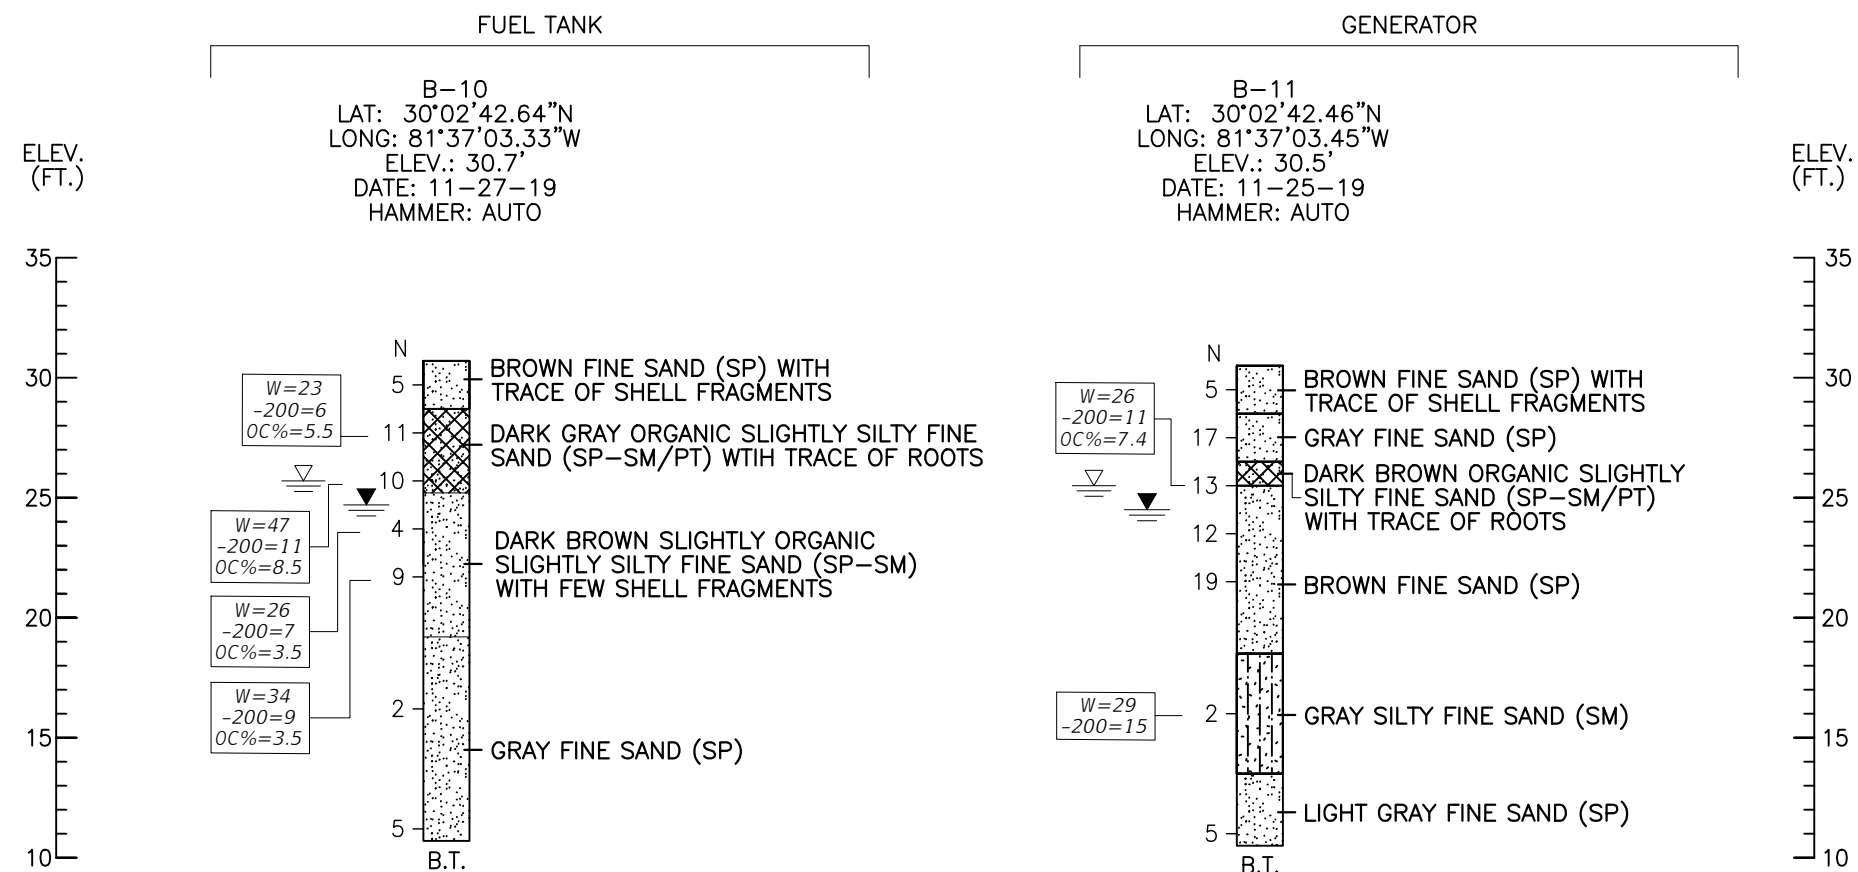 FUEL TANK
B-10
LAT: 30°02'42.64"N
LONG: 81°37'03.33"W
ELEV.: 30.7'
DATE: 11-27-19
HAMMER: AUTO
GENERATOR
B-11
LAT: 30°02'42.46"N
LONG: 81°37'03.45"W
ELEV.: 30.5'
DATE: 11-25-19
HAMMER: AUTO
ELEV.
(FT.)
35
30
25
20
15
10
W=23
-200=6
OC%=5.5
W=47
-200=11
OC%=8.5
W=26
-200=7
OC%=3.5
W=34
-200=9
OC%=3.5
N
5
11
10
4
9
2
5
BROWN FINE SAND (SP) WITH
TRACE OF SHELL FRAGMENTS
DARK GRAY ORGANIC SLIGHTLY SILTY FINE
SAND (SP-SM/PT) WTIH TRACE OF ROOTS
DARK BROWN SLIGHTLY ORGANIC
SLIGHTLY SILTY FINE SAND (SP-SM)
WITH FEW SHELL FRAGMENTS
GRAY FINE SAND (SP)
B.T.
W=26
-200=11
OC%=7.4
W=29
-200=15
N
5
17
13
12
19
2
5
BROWN FINE SAND (SP) WITH
TRACE OF SHELL FRAGMENTS
GRAY FINE SAND (SP)
DARK BROWN ORGANIC SLIGHTLY
SILTY FINE SAND (SP-SM/PT)
WITH TRACE OF ROOTS
BROWN FINE SAND (SP)
GRAY SILTY FINE SAND (SM)
LIGHT GRAY FINE SAND (SP)
B.T.
ELEV.
(FT.)
35
30
25
20
15
10